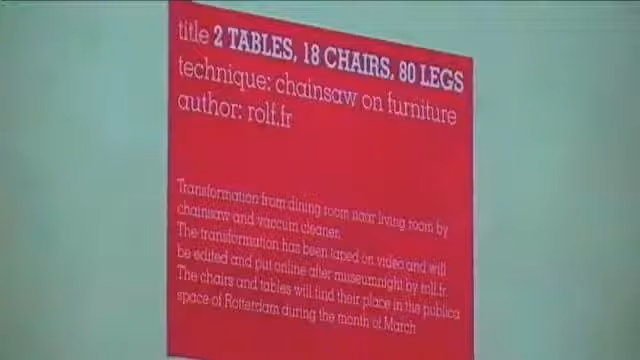 title 2 TABLES, 18 CHAIRS, 80 LEGS
technique: chainsaw on furniture
author: rolf.fr
Transformation from dining room naar living room by
chainsaw and vaccum cleaner.
The transformation has been taped on video and will
be edited and put online after museumnight by rolf.fr
The chairs and tables will find their place in the publica
space of Rotterdam during the month of March